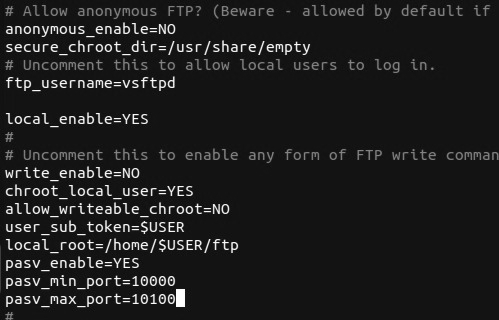 # Allow anonymous FTP? (Beware - allowed by default if
anonymous_enable=NO
secure_chroot_dir=/usr/share/empty
# Uncomment this to allow local users to log in.
ftp_username=vsftpd
local_enable=YES
#
# Uncomment this to enable any form of FTP write comman
write_enable=NO
chroot_local_user=YES
allow_writeable_chroot=NO
user_sub_token=$USER
local_root=/home/$USER/ftp
pasv_enable=YES
pasv_min_port=10000
pasv_max_port=10100
#